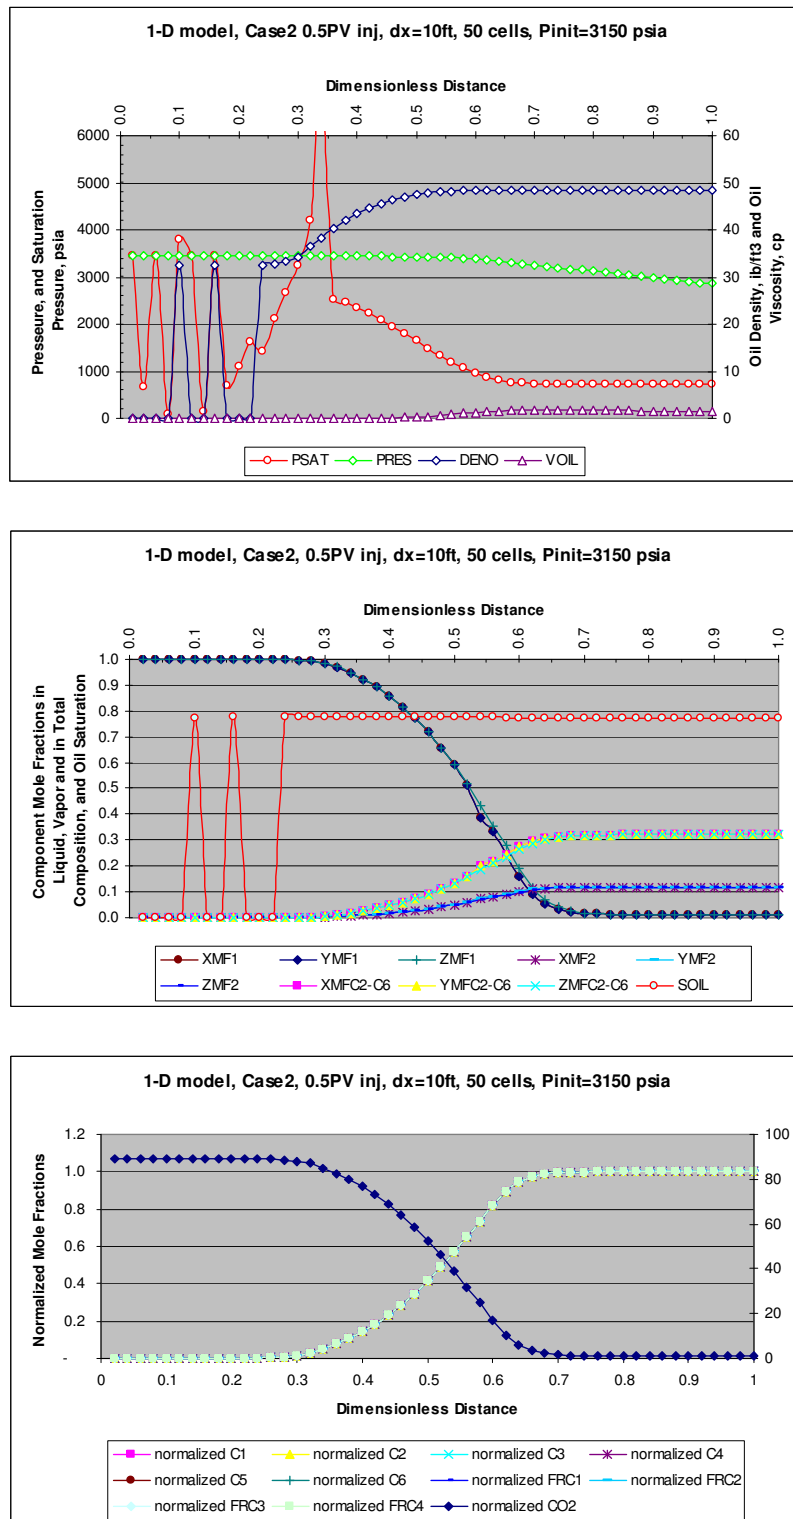 1-D model, Case2 0.5PV inj, dx=10ft, 50 cells, Pinit=3150 psia
Dimensionless Distance
0.0 0.1 0.2 0.3 0.4 0.5 0.6 0.7 0.8 0.9 1.0
6000 60
5000 50
4000 40
3000 30
2000 20
1000 10
0 0
Presseure, and Saturation
Pressure, psia
Oil Density, lb/ft3 and Oil
Viscosity, cp
PSAT PRES DENO VOIL
1-D model, Case2, 0.5PV inj, dx=10ft, 50 cells, Pinit=3150 psia
Dimensionless Distance
0.0 0.1 0.2 0.3 0.4 0.5 0.6 0.7 0.8 0.9 1.0
1.0
0.9
0.8
0.7
0.6
0.5
0.4
0.3
0.2
0.1
0.0
Component Mole Fractions in
Liquid, Vapor and in Total
Composition, and Oil Saturation
XMF1 YMF1 ZMF1 XMF2 YMF2
ZMF2 XMFC2-C6 YMFC2-C6 ZMFC2-C6 SOIL
1-D model, Case2, 0.5PV inj, dx=10ft, 50 cells, Pinit=3150 psia
1.2 100
1.0 80
0.8 60
0.6
0.4 40
0.2 20
- 0
Normalized Mole Fractions
0 0.1 0.2 0.3 0.4 0.5 0.6 0.7 0.8 0.9 1
Dimensionless Distance
normalized C1 normalized C2 normalized C3 normalized C4
normalized C5 normalized C6 normalized FRC1 normalized FRC2
normalized FRC3 normalized FRC4 normalized CO2